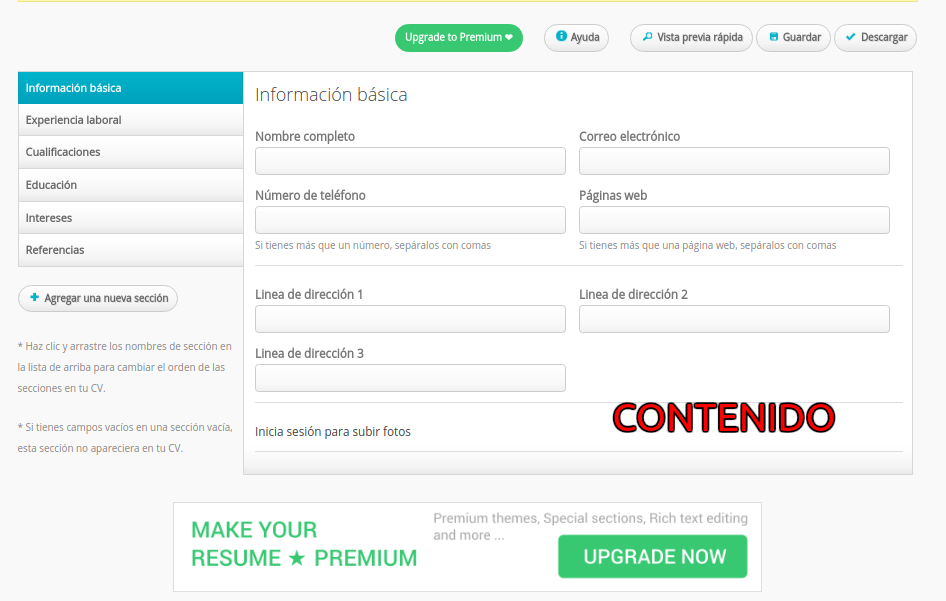 Upgrade to Premium ❤
Ayuda
Vista previa rápida
Guardar
Descargar
Información básica
Experiencia laboral
Cualificaciones
Educación
Intereses
Referencias
Agregar una nueva sección
* Haz clic y arrastre los nombres de sección en
la lista de arriba para cambiar el orden de las
secciones en tu CV.
* Si tienes campos vacíos en una sección vacía,
esta sección no apareciera en tu CV.
Información básica
Nombre completo
Correo electrónico
Número de teléfono
Páginas web
Si tienes más que un número, sepáralos con comas
Si tienes más que una página web, sepáralos con comas
Linea de dirección 1
Linea de dirección 2
Linea de dirección 3
CONTENIDO
Inicia sesión para subir fotos
MAKE YOUR
RESUME ★ PREMIUM
Premium themes, Special sections, Rich text editing
and more ...
UPGRADE NOW